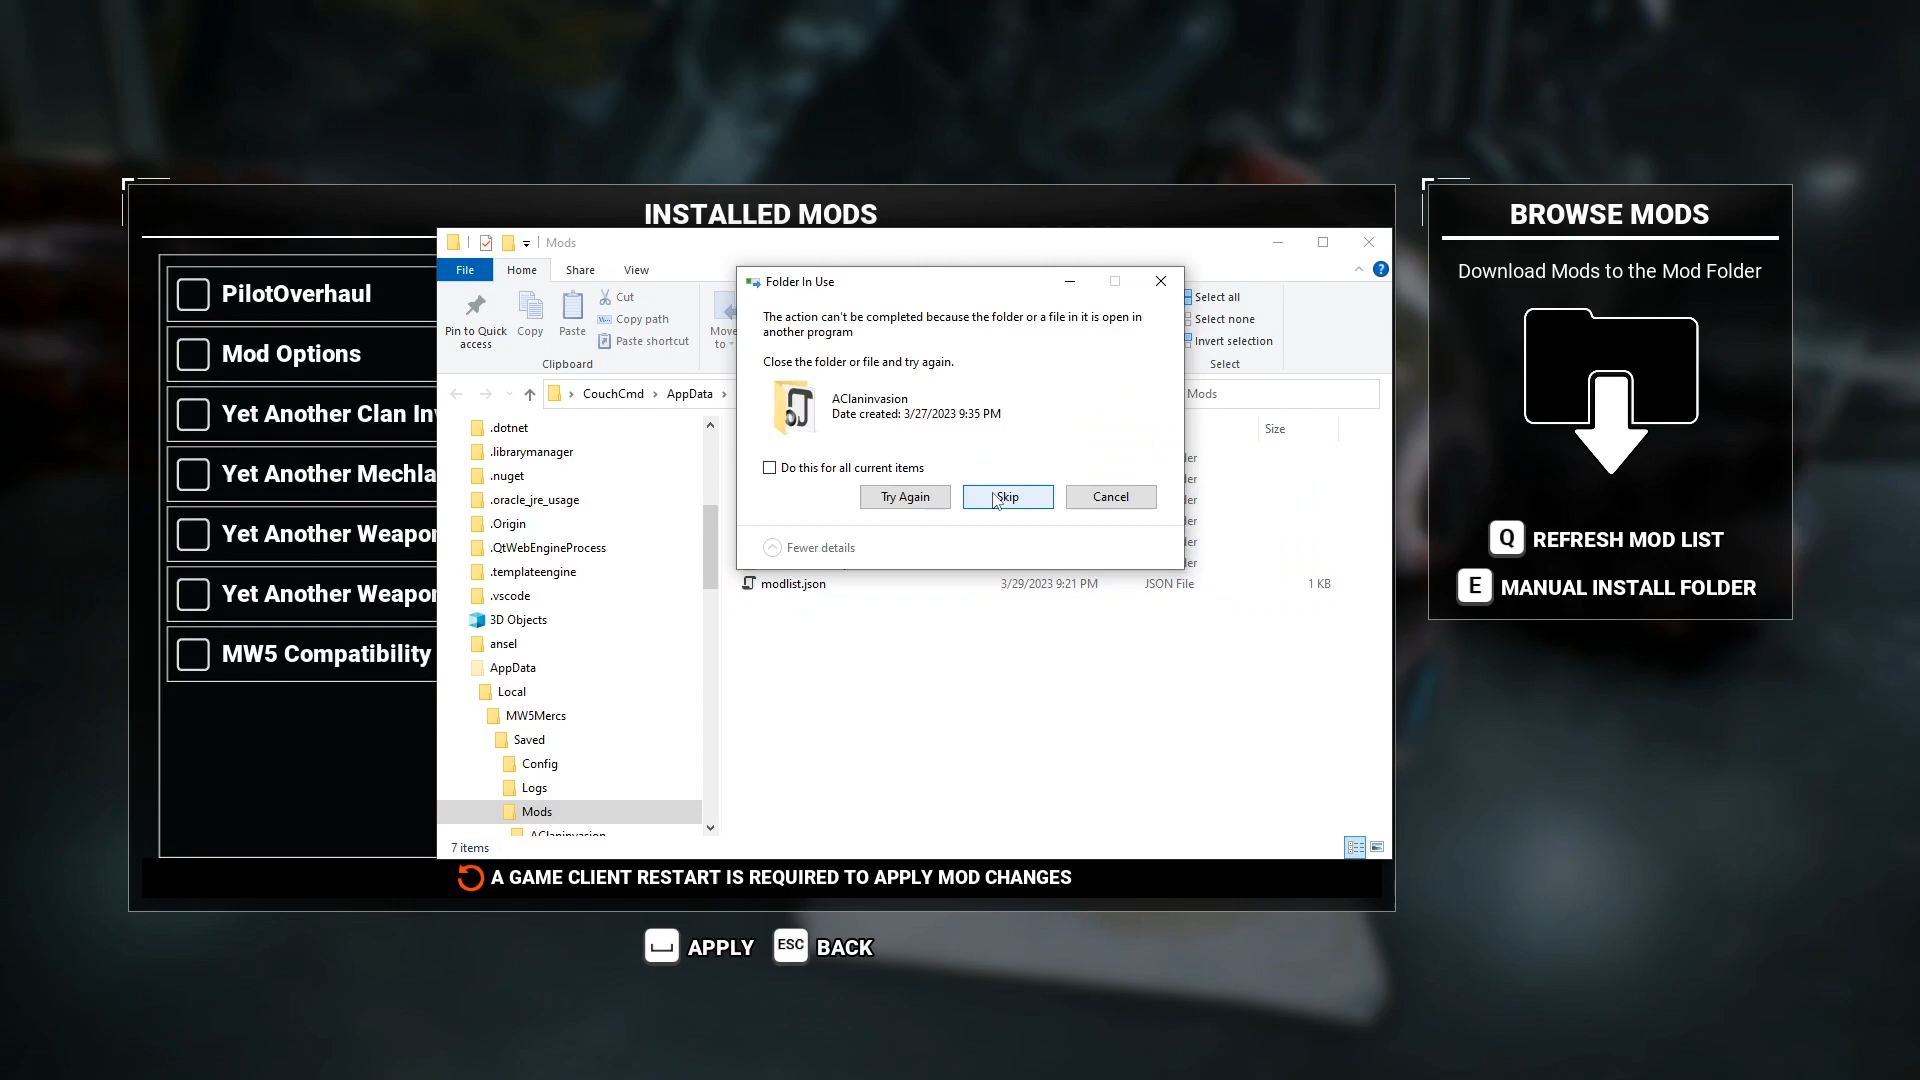 INSTALLED MODS
PilotOverhaul
Mod Options
Yet Another Clan In
Yet Another Mechla
Yet Another Weapo
Yet Another Weapo
MW5 Compatibility
Mods
File
Home
Share
View
Pin to Quick
access
Copy
Paste
Cut
Copy path
Paste shortcut
Clipboard
Move
to
Select all
Select none
Invert selection
Select
CouchCmd
AppData
Mods
.dotnet
.librarymanager
.nuget
.oracle_jre_usage
.Origin
.QtWebEngineProcess
.templateengine
.vscode
3D Objects
ansel
AppData
Local
MW5Mercs
Saved
Config
Logs
Mods
AClaninvasion
7 items
Size
der
der
der
der
der
der
modlist.json 3/29/2023 9:21 PM JSON File 1 KB
Folder In Use
The action can't be completed because the folder or a file in it is open in
another program
Close the folder or file and try again.
AClaninvasion
Date created: 3/27/2023 9:35 PM
Do this for all current items
Try Again
Skip
Cancel
Fewer details
A GAME CLIENT RESTART IS REQUIRED TO APPLY MOD CHANGES
APPLY
ESC BACK
BROWSE MODS
Download Mods to the Mod Folder
Q REFRESH MOD LIST
E MANUAL INSTALL FOLDER